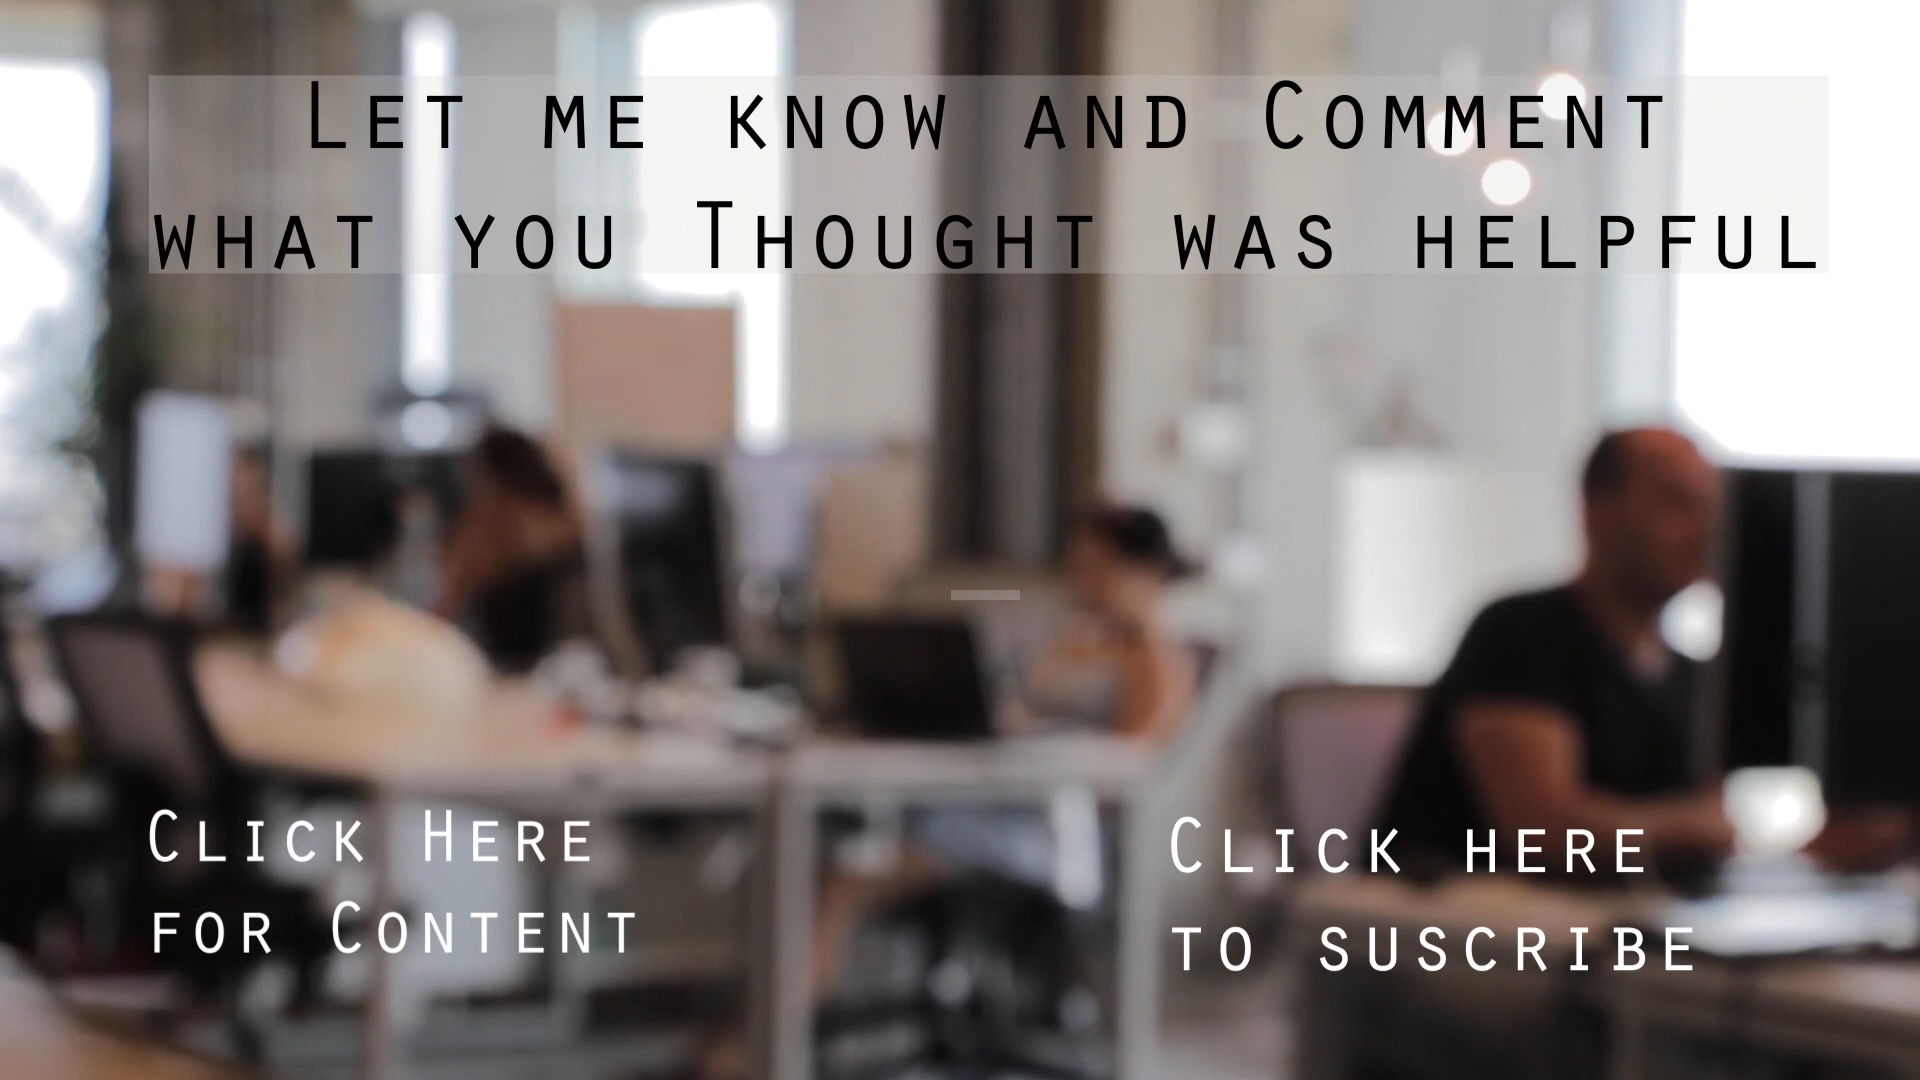 Let me know and Comment
what you Thought was helpful
Click Here
for Content
Click here
to suscribe